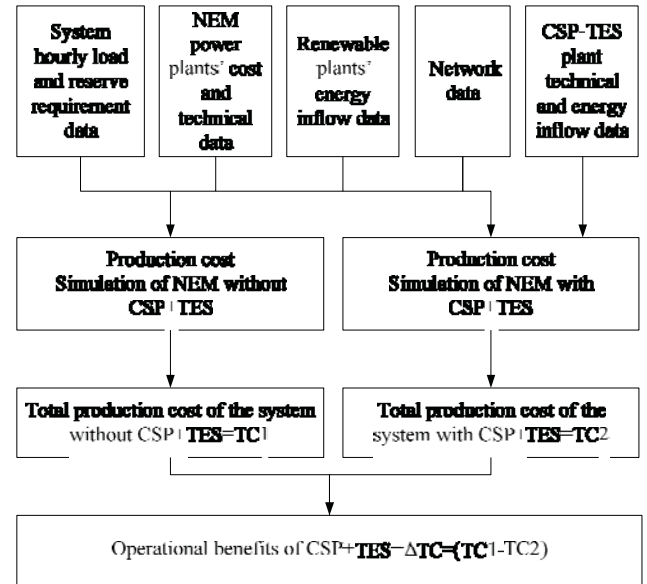 System
hourly load
and reserve
requirement
data
NEM
power
plants' cost
and
technical
data
Renewable
plants'
energy
inflow data
Network
data
CSP-TES
plant
technical
and energy
inflow data
Production cost
Simulation of NEM without
CSP+TES
Production cost
Simulation of NEM with
CSP+TES
Total production cost of the system
without CSP+TES=TC1
Total production cost of the
system with CSP+TES=TC2
Operational benefits of CSP+TES=ΔTC=(TC1-TC2)